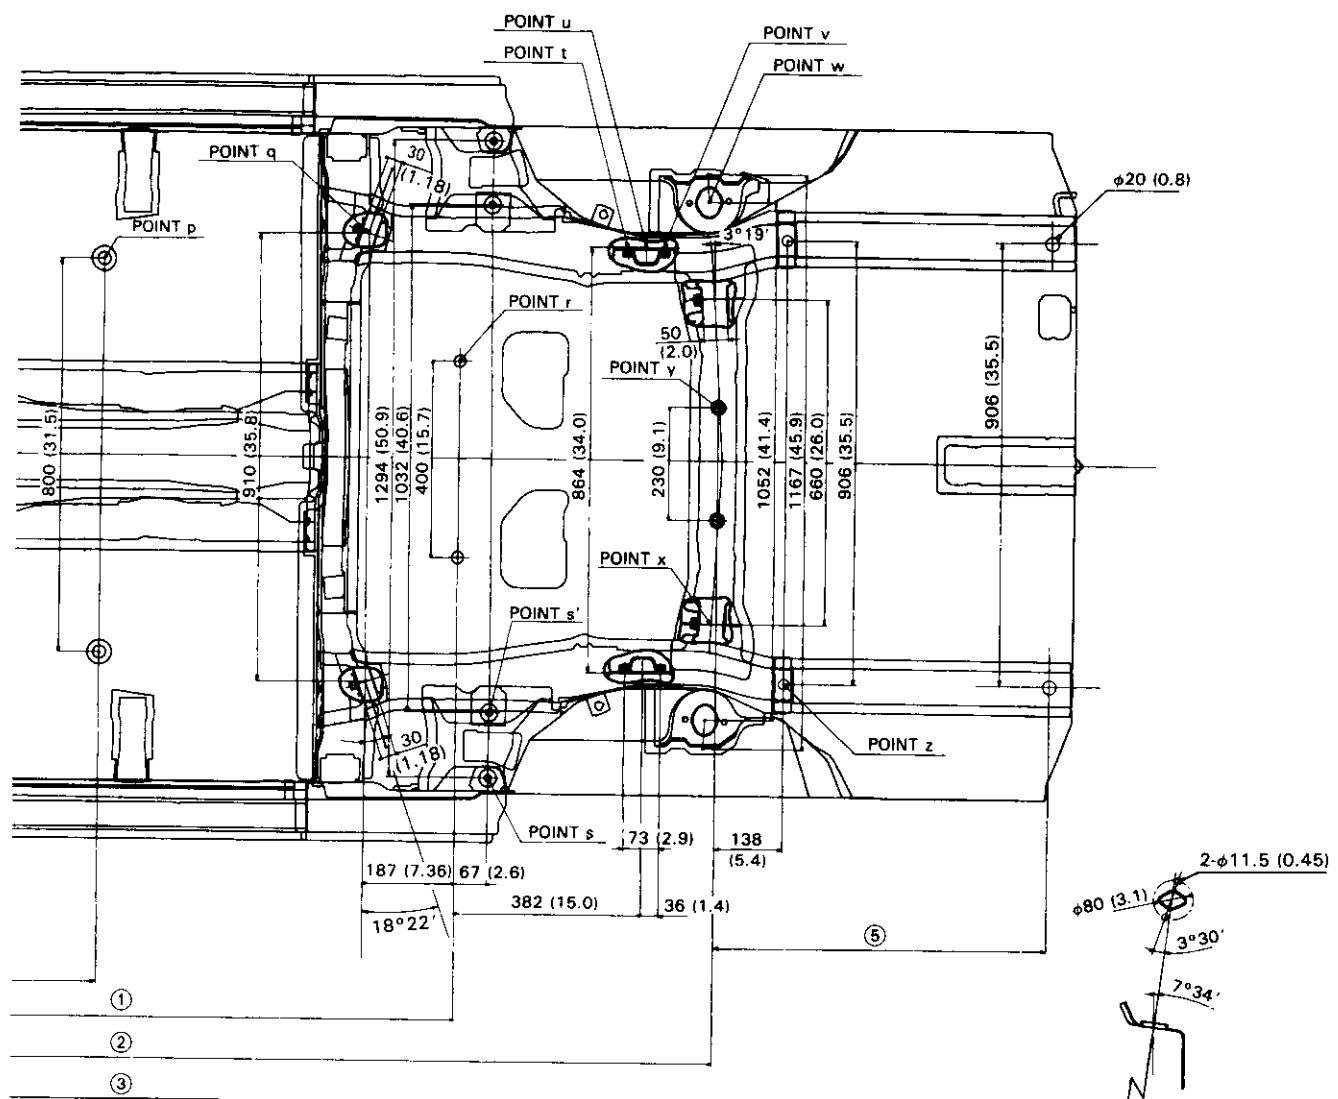 POINT u
POINT v
POINT t
POINT w
POINT q
30
(1.18)
φ20 (0.8)
POINT p
3°19'
POINT r
50
(2.0)
POINT y
800 (31.5)
910 (35.8)
1294 (50.9)
1032 (40.6)
400 (15.7)
864 (34.0)
230 (9.1)
1052 (41.4)
1167 (45.9)
660 (26.0)
906 (35.5)
906 (35.5)
POINT x
POINT s'
30
(1.18)
POINT z
POINT s
73 (2.9)
138
(5.4)
187 (7.36)
67 (2.6)
382 (15.0)
36 (1.4)
18°22'
2-φ11.5 (0.45)
φ80 (3.1)
⑤
3°30'
7°34'
①
②
③